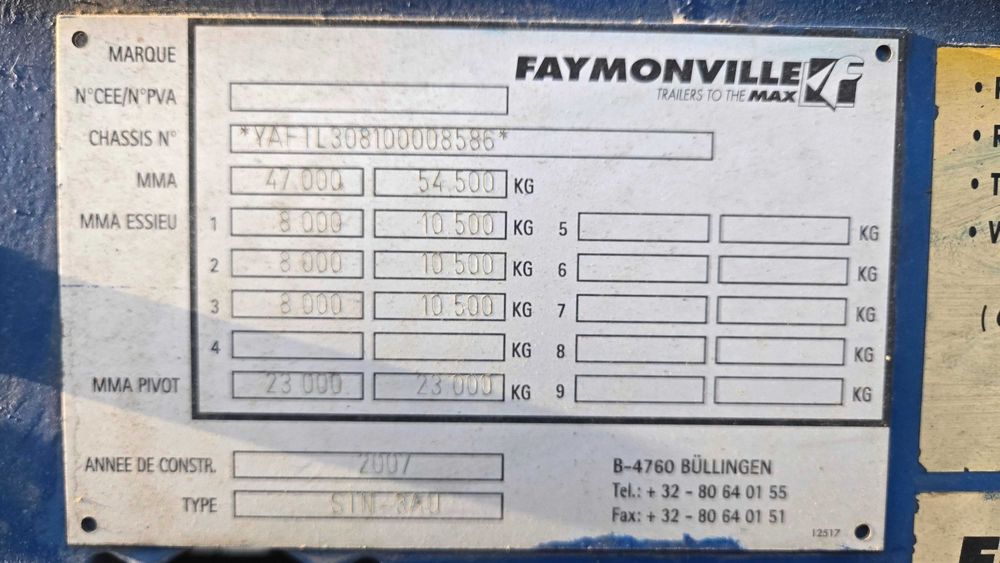 MARQUE FAYMONVILLE
TRAILERS TO THE MAX
N°CEE/N°PVA
CHASSIS N° *YAFTL308100008586*
MMA 47 000 54 500 KG
MMA ESSIEU 1 8 000 10 500 KG 5 KG
2 8 000 10 500 KG 6 KG
3 8 000 10 500 KG 7 KG
4 KG 8 KG
MMA PIVOT 23 000 23 000 KG 9 KG
ANNEE DE CONSTR. 2007
TYPE STN-3AU
B-4760 BÜLLINGEN
Tel.: + 32 - 80 64 01 55
Fax: + 32 - 80 64 01 51
12517